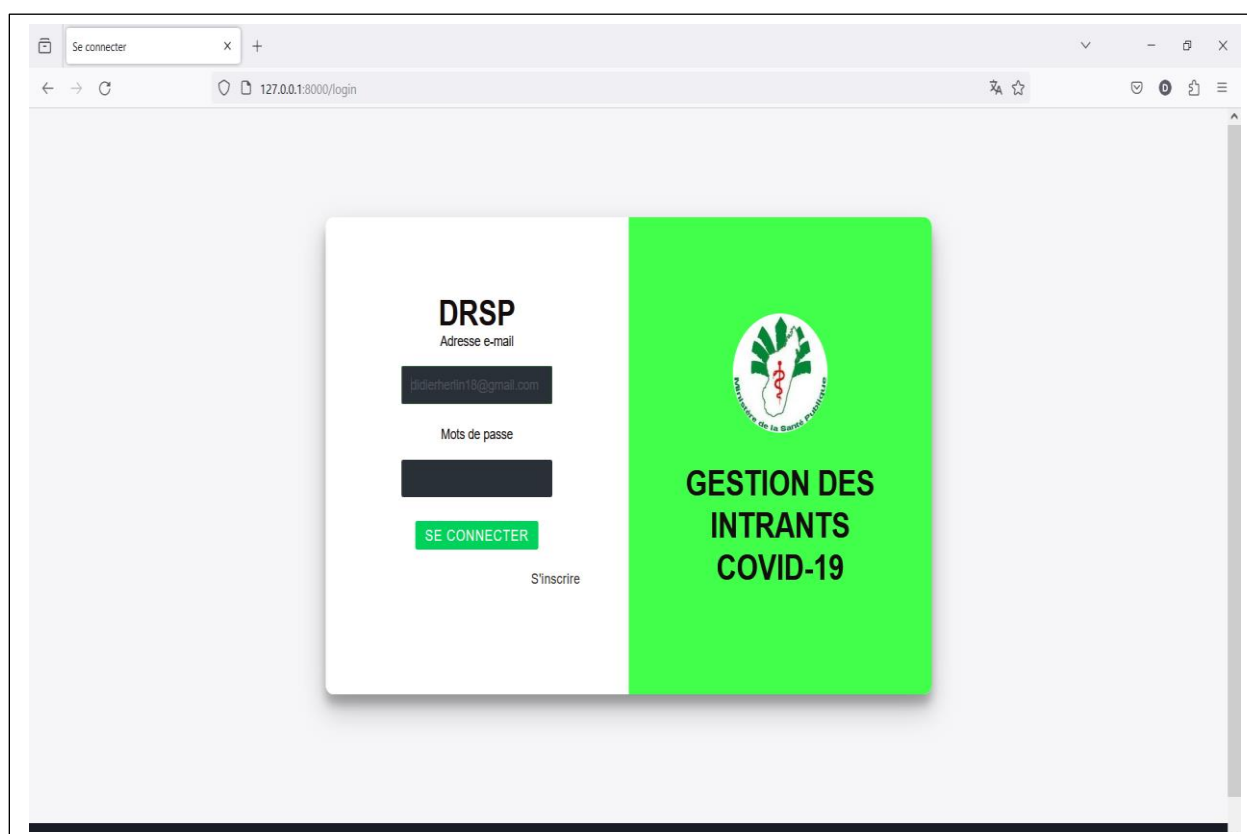 Se connecter
127.0.0.1:8000/login
D
DRSP
Adresse e-mail
didierherlin18@gmail.com
Mots de passe
SE CONNECTER
S'inscrire
Ministère de la Santé Publique
GESTION DES
INTRANTS
COVID-19